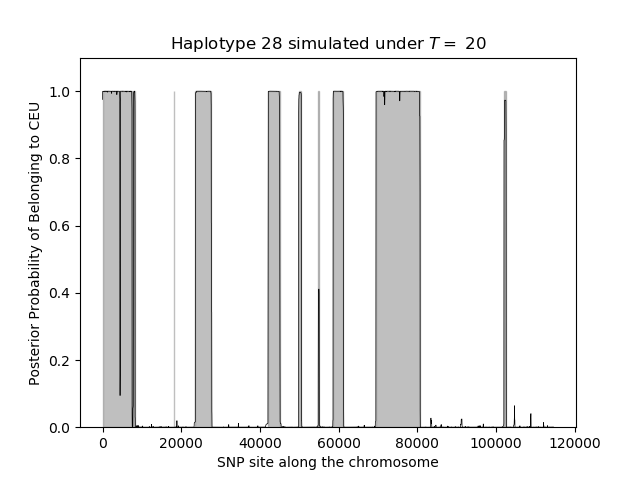 Haplotype 28 simulated under T = 20
Posterior Probability of Belonging to CEU
1.0
0.8
0.6
0.4
0.2
0.0
0 20000 40000 60000 80000 100000 120000
SNP site along the chromosome